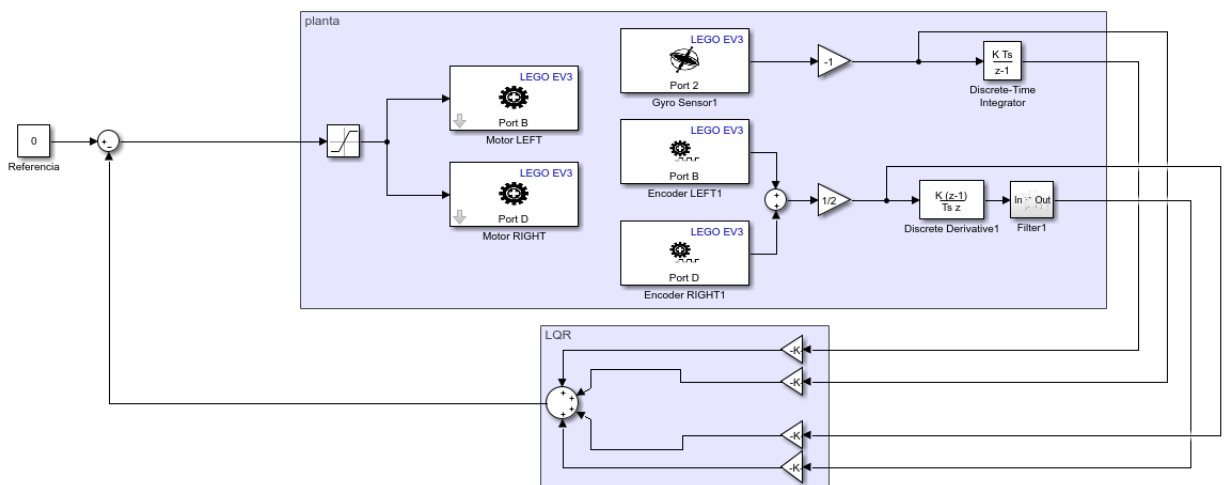 planta
LEGO EV3
Port B
Motor LEFT
LEGO EV3
Port D
Motor RIGHT
LEGO EV3
Port 2
Gyro Sensor1
-1
K Ts
z-1
Discrete-Time
Integrator
LEGO EV3
Port B
Encoder LEFT1
LEGO EV3
Port D
Encoder RIGHT1
+
+
1/2
K (z-1)
Ts z
Discrete Derivative1
In Out
Filter1
0
Referencia
+
−
LQR
-K-
-K-
-K-
-K-
+
+
+
+